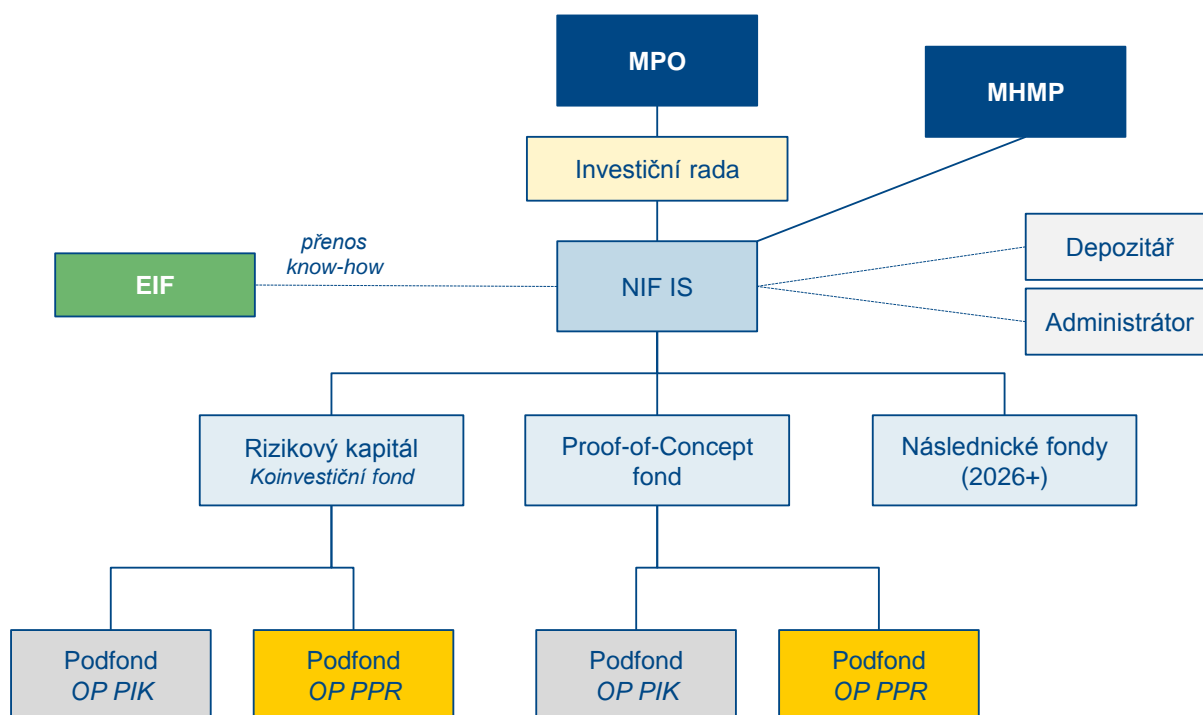 MPO
MHMP
Investiční rada
přenos
know-how
EIF
NIF IS
Depozitář
Administrátor
Rizikový kapitál
Koinvestiční fond
Proof-of-Concept
fond
Následnické fondy
(2026+)
Podfond
OP PIK
Podfond
OP PPR
Podfond
OP PIK
Podfond
OP PPR